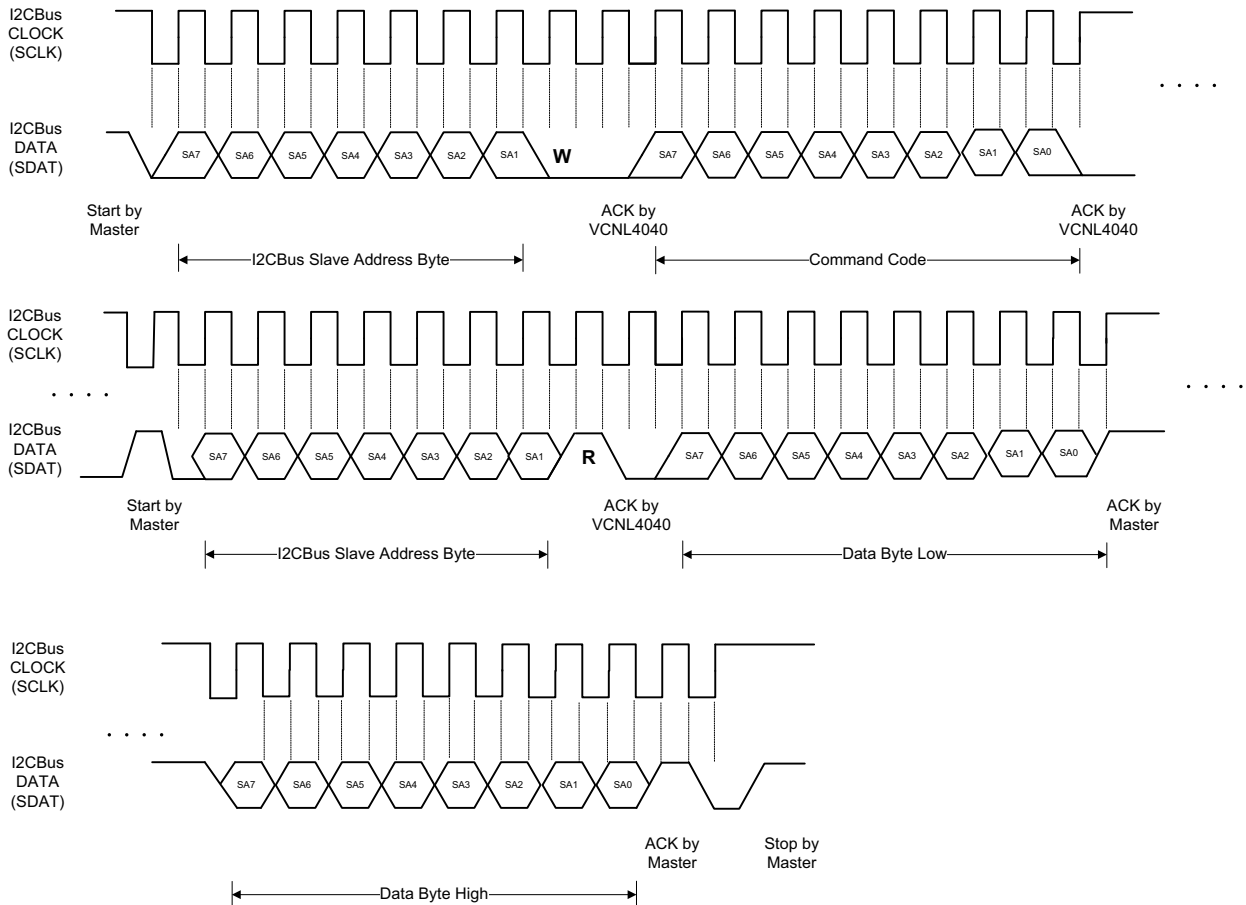 I2CBus
CLOCK
(SCLK)
. . . .
I2CBus
DATA
(SDAT)
SA7 SA6 SA5 SA4 SA3 SA2 SA1 W SA7 SA6 SA5 SA4 SA3 SA2 SA1 SA0
Start by
Master
ACK by
VCNL4040
ACK by
VCNL4040
I2CBus Slave Address Byte
Command Code
I2CBus
CLOCK
(SCLK)
. . . .
. . . .
I2CBus
DATA
(SDAT)
SA7 SA6 SA5 SA4 SA3 SA2 SA1 R SA7 SA6 SA5 SA4 SA3 SA2 SA1 SA0
Start by
Master
ACK by
VCNL4040
ACK by
Master
I2CBus Slave Address Byte
Data Byte Low
I2CBus
CLOCK
(SCLK)
. . . .
I2CBus
DATA
(SDAT)
SA7 SA6 SA5 SA4 SA3 SA2 SA1 SA0
ACK by
Master
Stop by
Master
Data Byte High